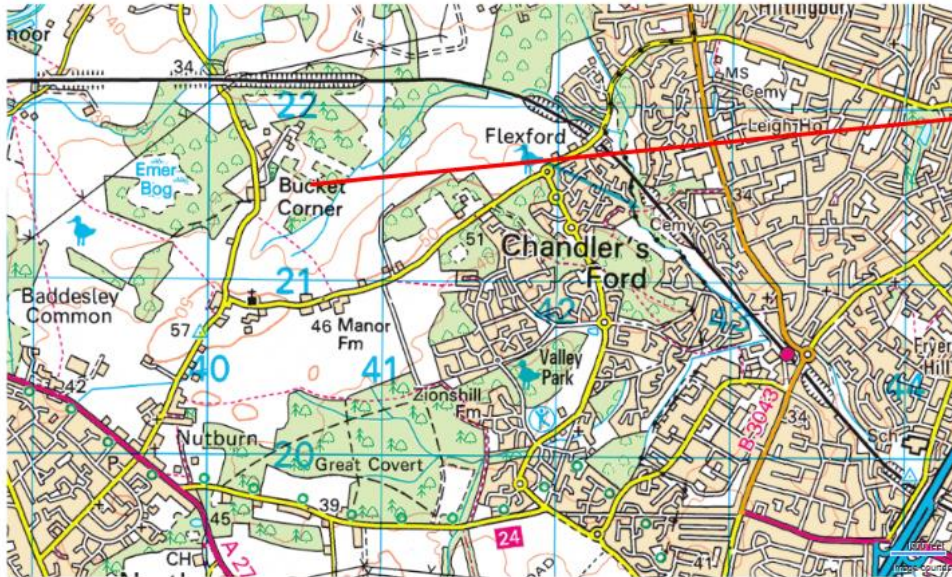 Hiltingbury
noor
34
MS
Cemy
22
Flexford
Leigh Ho
Emer
Bog
Bucket
Corner
34
P
50
51
Cemy
Chandler's
Ford
21
Baddesley
Common
57
46 Manor
Fm
42
43
40
41
Valley
Park
Fryer
Hill
42
Zionshill
Fm
44
B 3043
34
Nutburn
20
Great Covert
Sch
P
39
45
24
A 27
CH
41